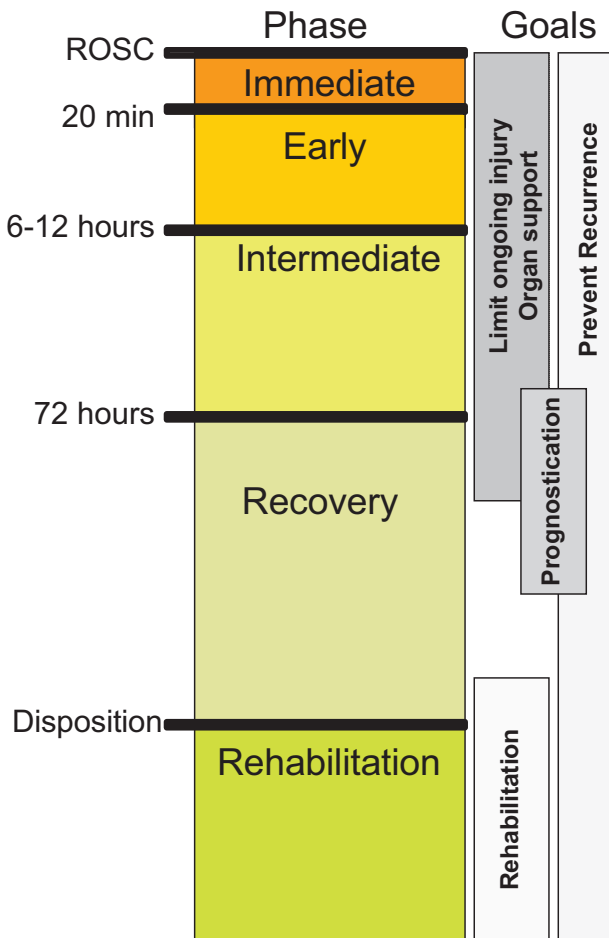 Phase
Goals
ROSC
Immediate
20 min
Early
6-12 hours
Intermediate
72 hours
Recovery
Disposition
Rehabilitation
Limit ongoing injury
Organ support
Prevent Recurrence
Prognostication
Rehabilitation